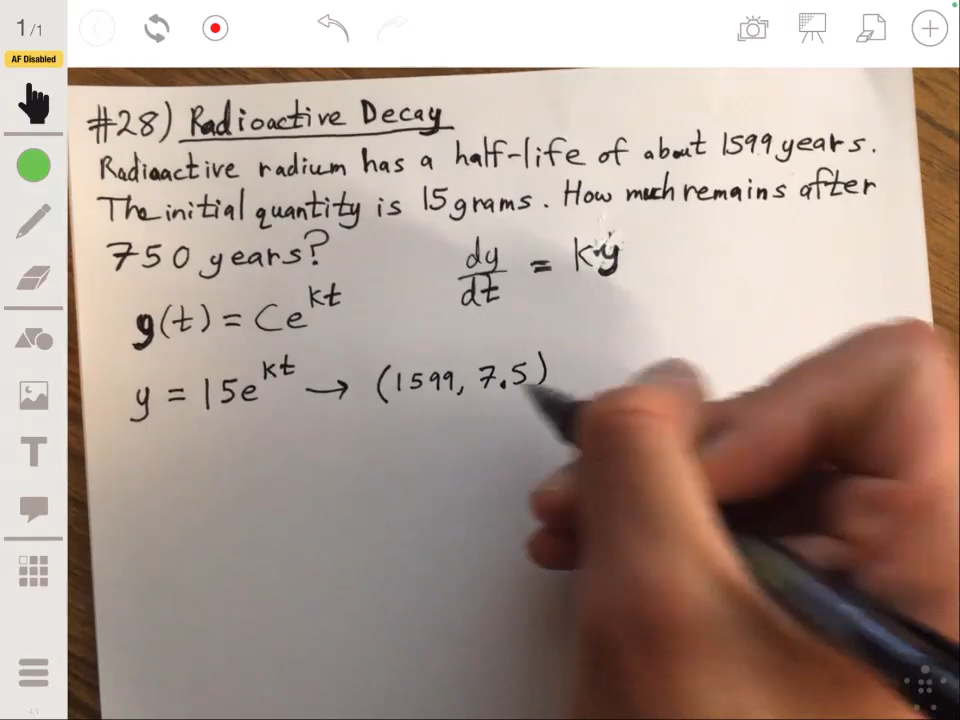 1/1
AF Disabled
#28) Radioactive Decay
Radioactive radium has a half-life of about 1599 years.
The initial quantity is 15 grams. How much remains after
750 years?
dy/dt = ky
y(t) = Ce^kt
y = 15e^kt → (1599, 7.5)
T